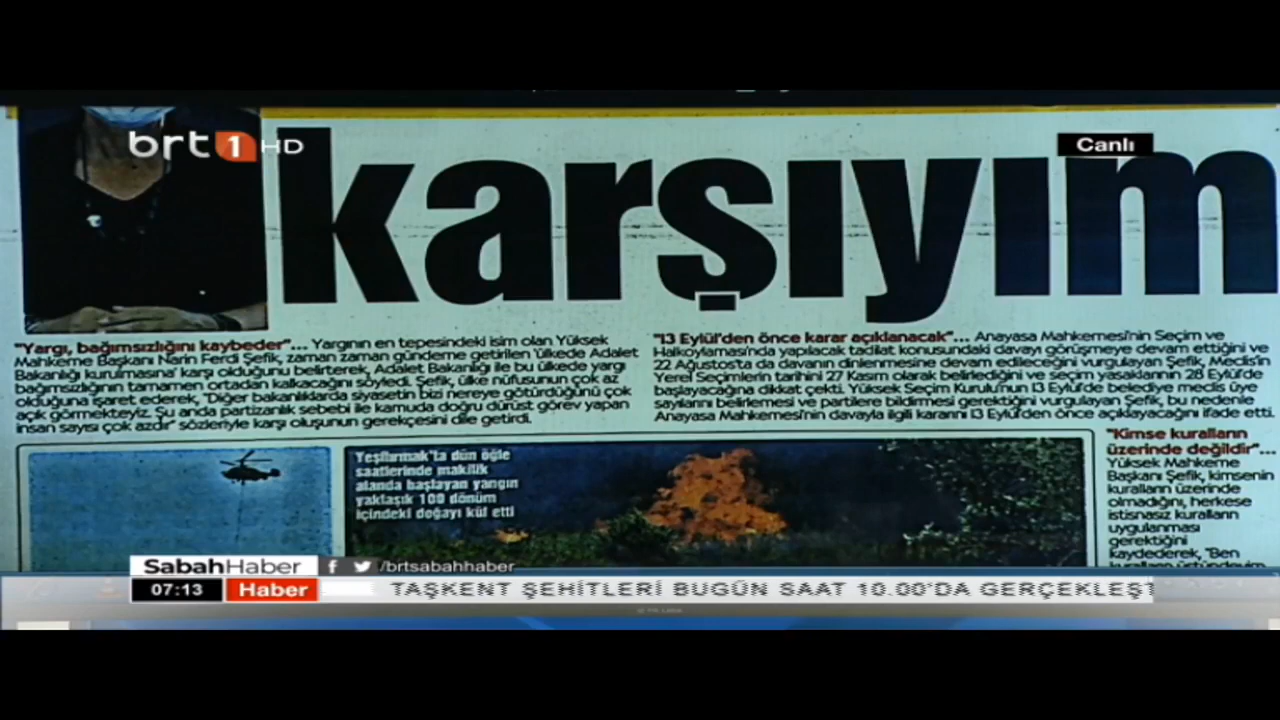 brt 1 HD
Canlı
karşıyım
"Yargı, bağımsızlığını kaybeder"... Yargının en tepesindeki isim olan Yüksek
Mahkeme Başkanı Narin Ferdi Şefik, zaman zaman gündeme getirilen 'ülkede Adalet
Bakanlığı kurulmasına' karşı olduğunu belirterek, Adalet Bakanlığı ile bu ülkede yargı
bağımsızlığının tamamen ortadan kalkacağını söyledi. Şefik, ülke nüfusunun çok az
olduğuna işaret ederek, "Diğer bakanlıklarda siyasetin bizi nereye götürdüğünü çok
açık görmekteyiz. Şu anda partizanlık sebebi ile kamuda doğru dürüst görev yapan
insan sayısı çok azdır" sözleriyle karşı oluşunun gerekçesini dile getirdi.
"13 Eylül'den önce karar açıklanacak"... Anayasa Mahkemesi'nin Seçim ve
Halkoylaması'nda yapılacak tadilat konusundaki davayı görüşmeye devam ettiğini ve
22 Ağustos'ta da davanın dinlenmesine devam edileceğini vurgulayan Şefik, Meclis'in
Yerel Seçimlerin tarihini 27 Kasım olarak belirlediğini ve seçim yasaklarının 28 Eylül'de
başlayacağına dikkat çekti. Yüksek Seçim Kurulu'nun 13 Eylül'de belediye meclis üye
sayılarını belirlemesi ve partilere bildirmesi gerektiğini vurgulayan Şefik, bu nedenle
Anayasa Mahkemesi'nin davayla ilgili kararını 13 Eylül'den önce açıklayacağını ifade etti.
Yeşilırmak'ta dün öğle
saatlerinde makilik
alanda başlayan yangın
yaklaşık 100 dönüm
içindeki doğayı kül etti
"Kimse kuralların
üzerinde değildir"...
Yüksek Mahkeme
Başkanı Şefik, kimsenin
kuralların üzerinde
olmadığını, herkese
istisnasız kuralların
uygulanması
gerektiğini
kaydederek, "Ben
SabahHaber
/brtsabahhaber
07:13
Haber
TAŞKENT ŞEHİTLERİ BUGÜN SAAT 10.00'DA GERÇEKLEŞT